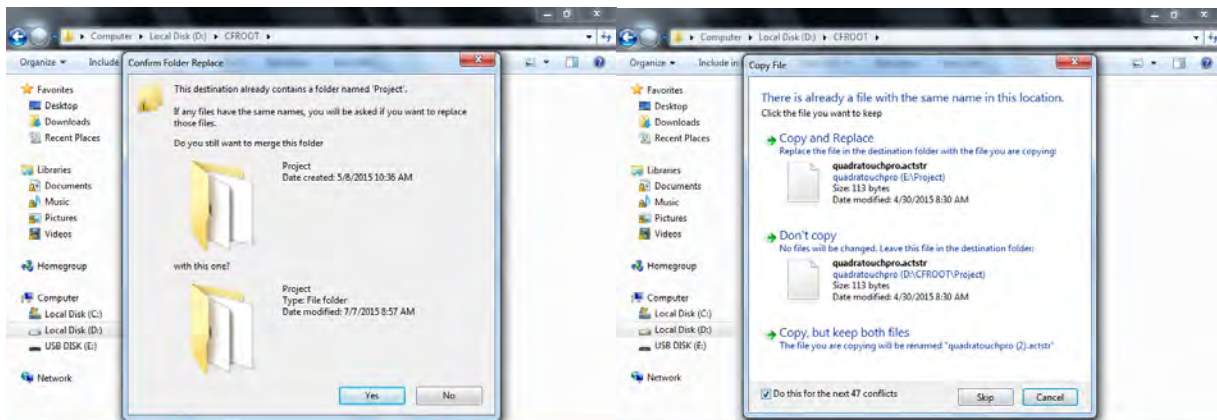 Computer ▸ Local Disk (D:) ▸ CFROOT ▸
Organize ▾ Include
Confirm Folder Replace
Favorites
Desktop
Downloads
Recent Places
Libraries
Documents
Music
Pictures
Videos
Homegroup
Computer
Local Disk (C:)
Local Disk (D:)
USB DISK (E:)
Network
This destination already contains a folder named 'Project'.
If any files have the same names, you will be asked if you want to replace
those files.
Do you still want to merge this folder
Project
Date created: 5/8/2015 10:36 AM
with this one?
Project
Type: File folder
Date modified: 7/7/2015 8:57 AM
Yes No
Computer ▸ Local Disk (D:) ▸ CFROOT ▸
Organize ▾ Include in
Copy File
Favorites
Desktop
Downloads
Recent Places
Libraries
Documents
Music
Pictures
Videos
Homegroup
Computer
Local Disk (C:)
Local Disk (D:)
USB DISK (E:)
Network
There is already a file with the same name in this location.
Click the file you want to keep
Copy and Replace
Replace the file in the destination folder with the file you are copying:
quadratouchpro.actstr
quadratouchpro (E:\Project)
Size: 113 bytes
Date modified: 4/30/2015 8:30 AM
Don't copy
No files will be changed. Leave this file in the destination folder:
quadratouchpro.actstr
quadratouchpro (D:\CFROOT\Project)
Size: 113 bytes
Date modified: 4/30/2015 8:30 AM
Copy, but keep both files
The file you are copying will be renamed "quadratouchpro (2).actstr"
Do this for the next 47 conflicts
Skip Cancel